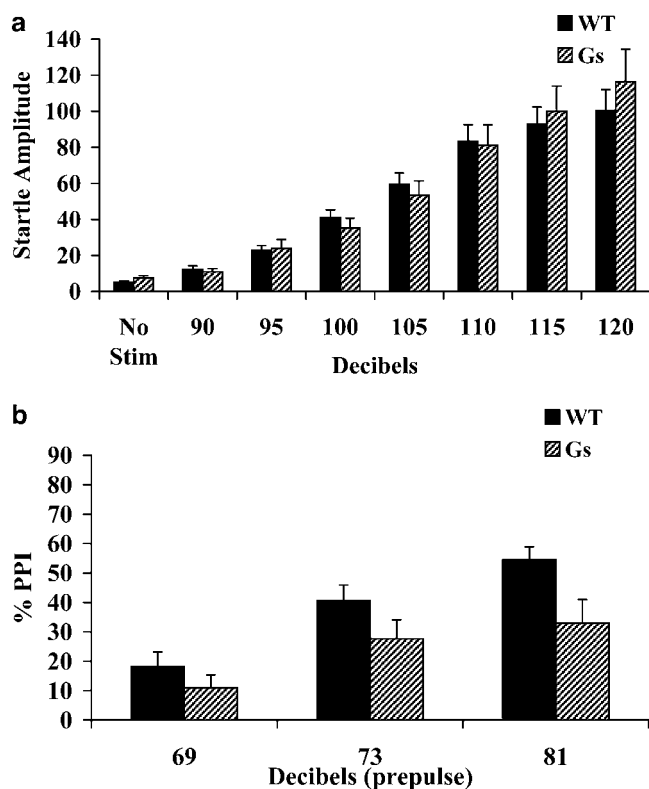 a
WT
Gs
Startle Amplitude
140
120
100
80
60
40
20
0
No Stim
90
95
100
105
110
115
120
Decibels
b
WT
Gs
% PPI
90
80
70
60
50
40
30
20
10
0
69
73
81
Decibels (prepulse)